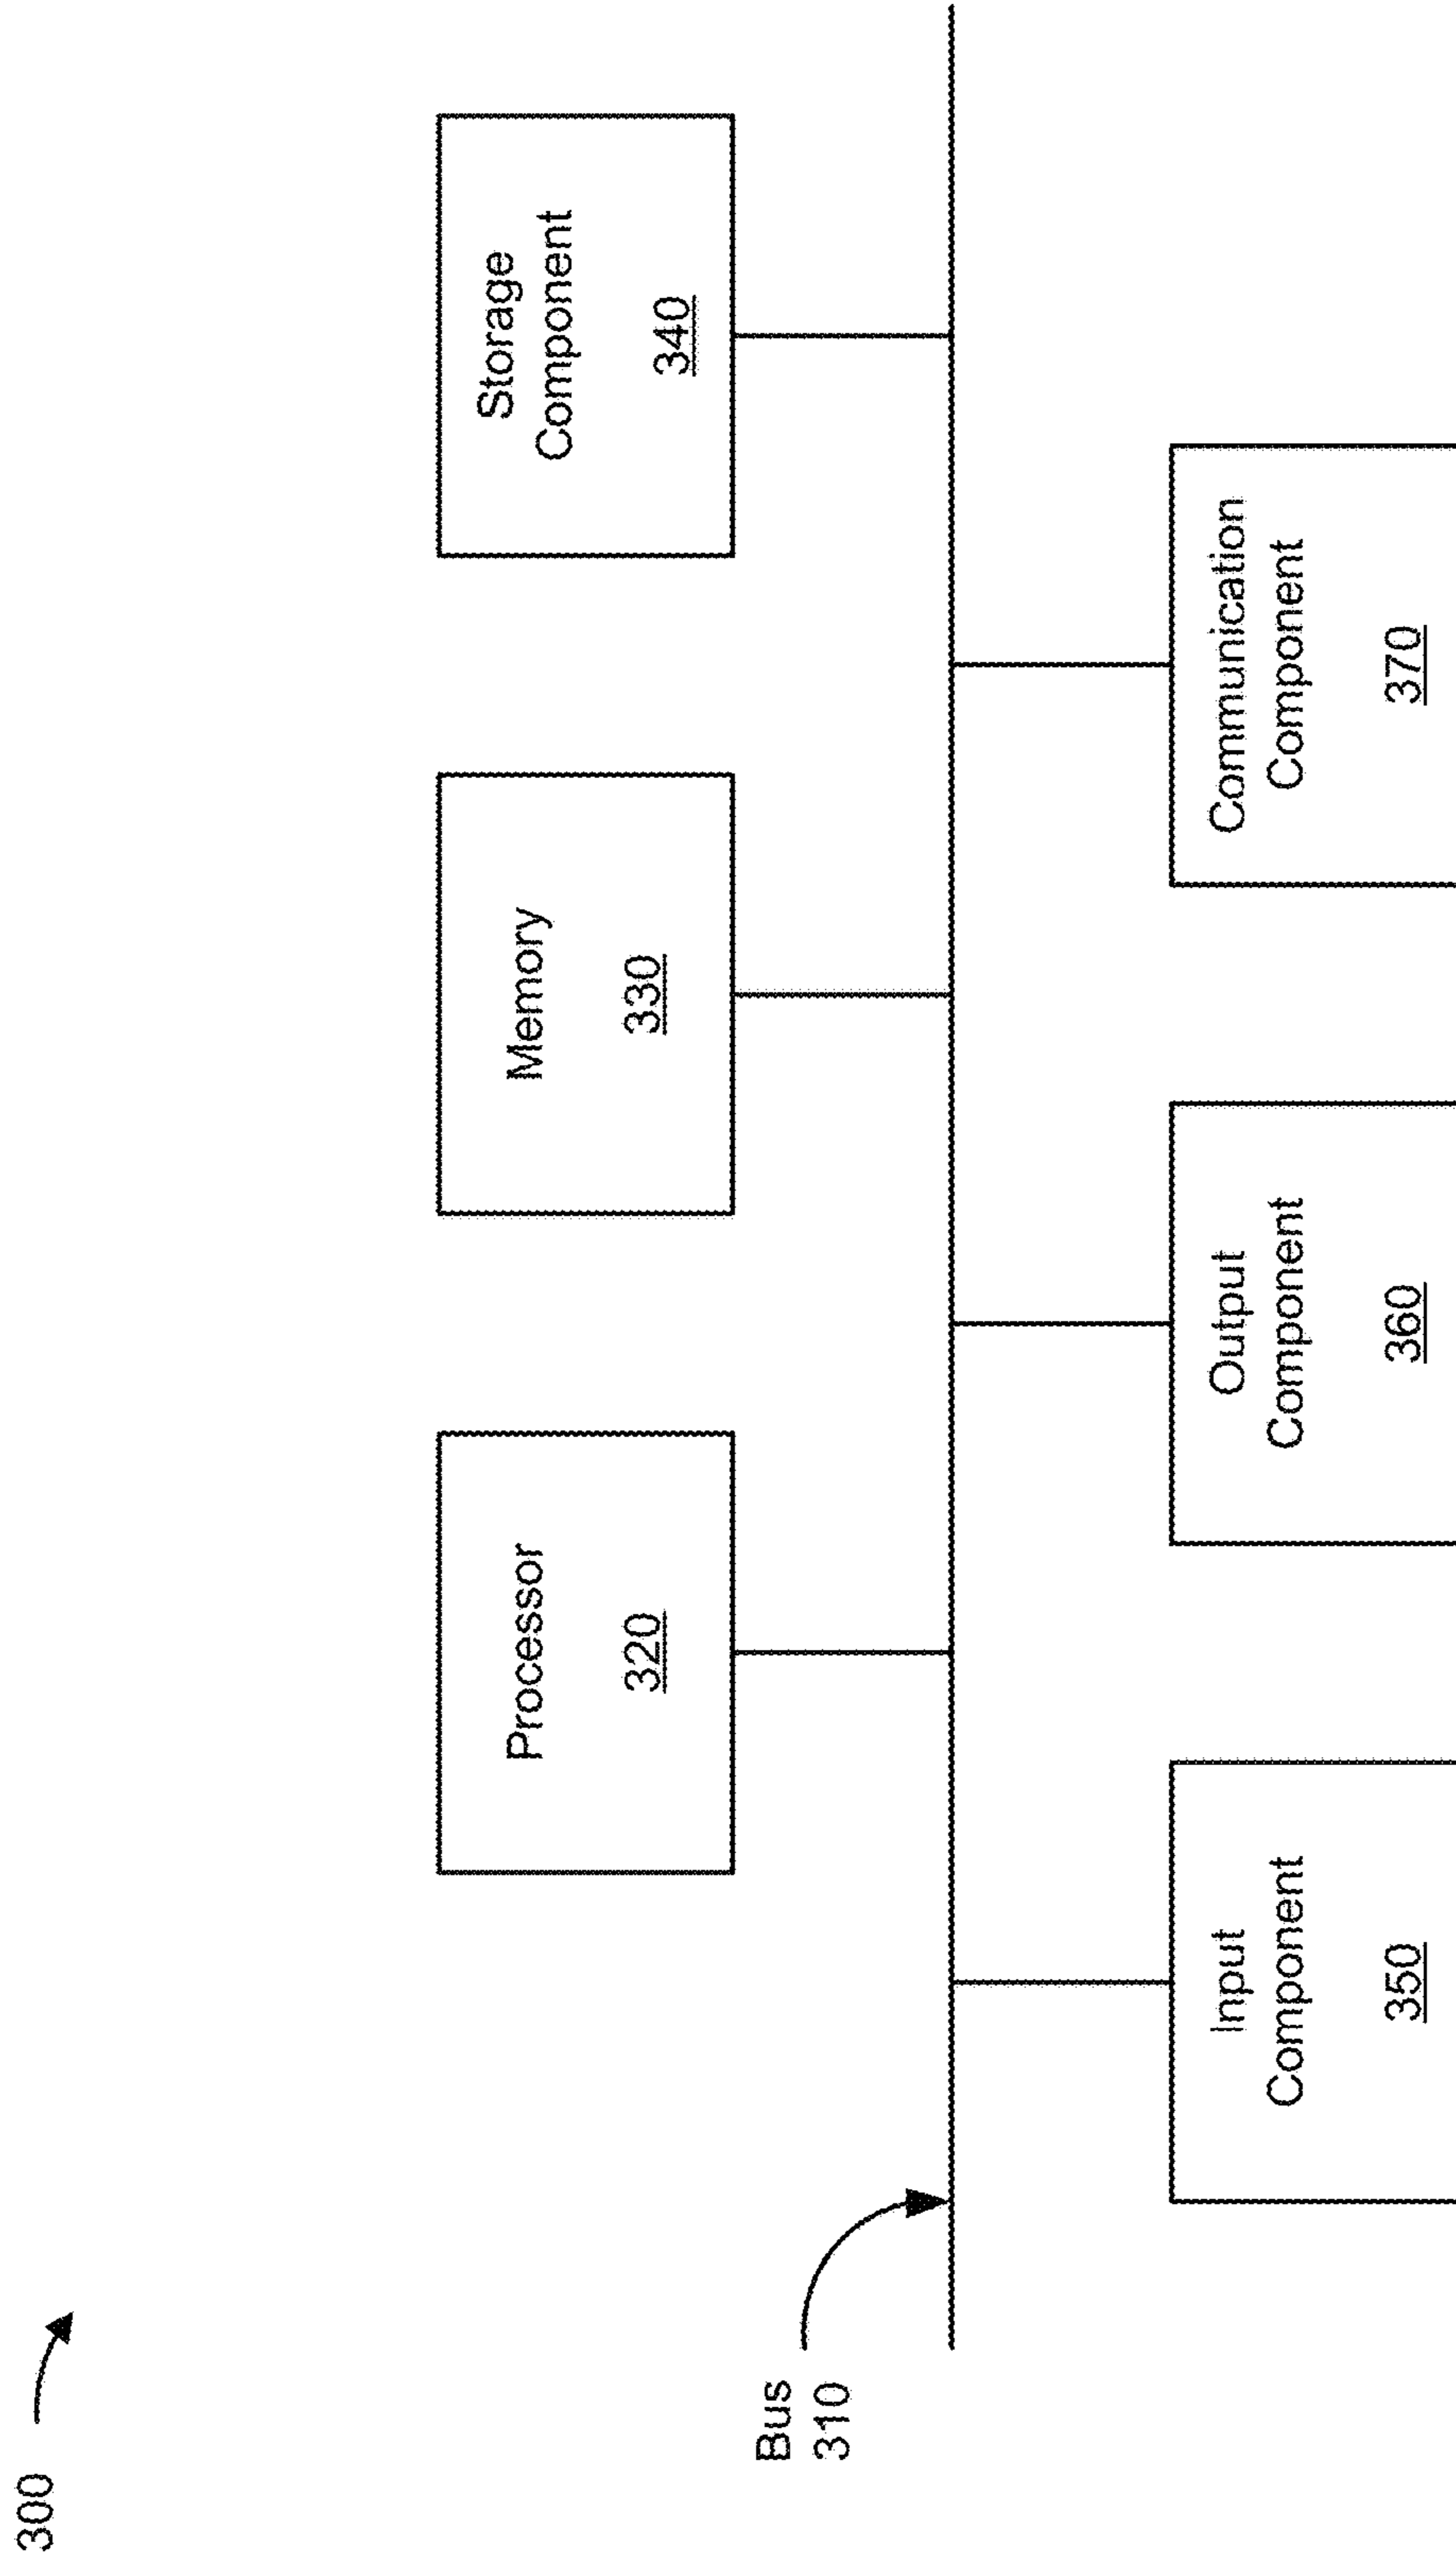 300
Bus
310
Processor
320
Memory
330
Storage
Component
340
Input
Component
350
Output
Component
360
Communication
Component
370